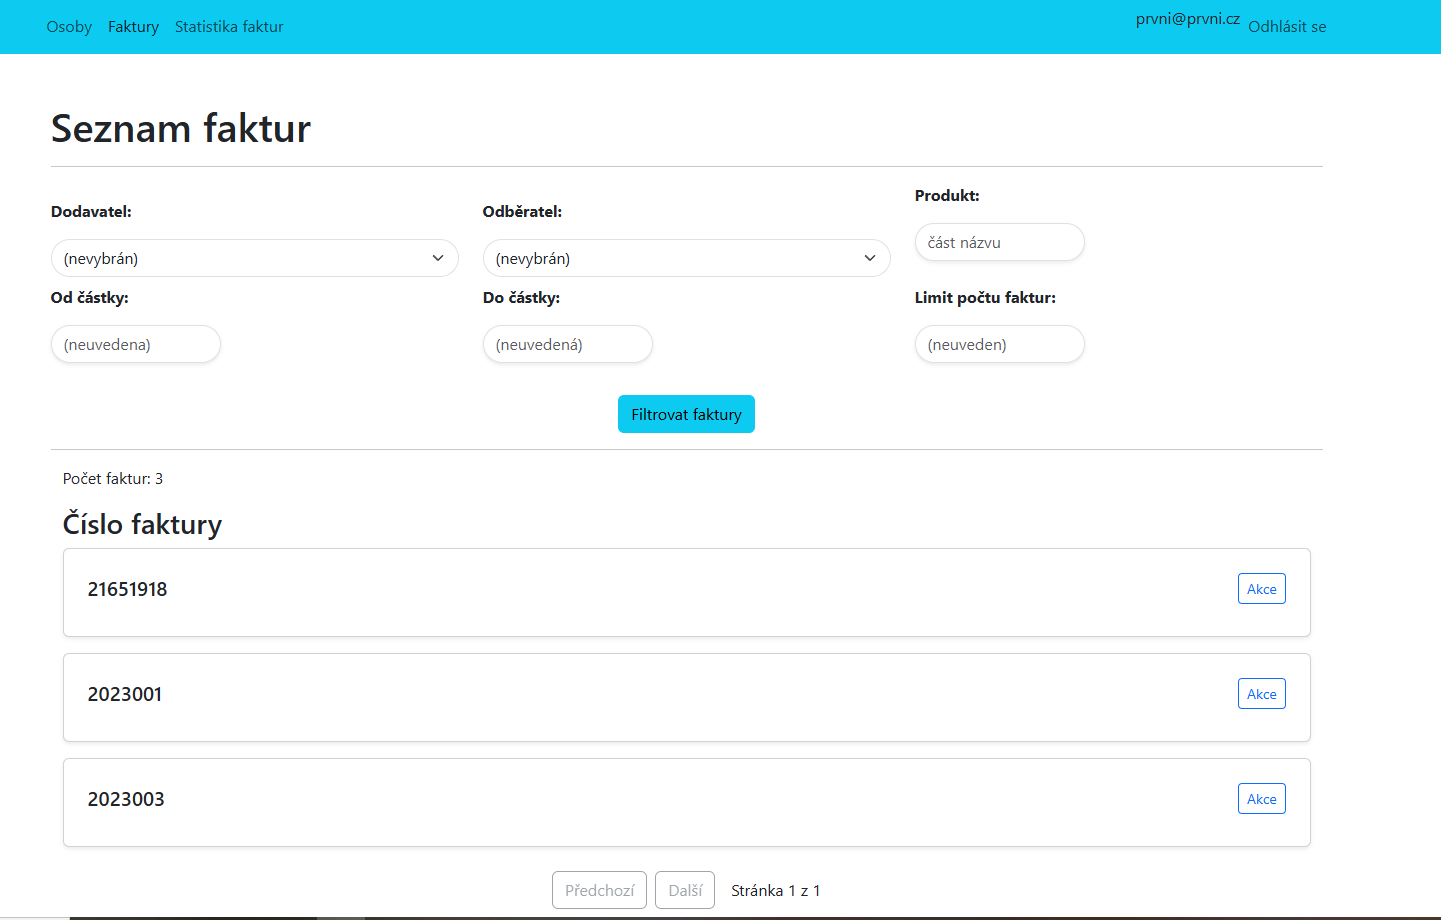 Osoby Faktury Statistika faktur prvni@prvni.cz Odhlásit se
Seznam faktur
Dodavatel: Odběratel: Produkt:
(nevybrán) (nevybrán) část názvu
Od částky: Do částky: Limit počtu faktur:
(neuvedena) (neuvedená) (neuveden)
Filtrovat faktury
Počet faktur: 3
Číslo faktury
21651918 Akce
2023001 Akce
2023003 Akce
Předchozí Další Stránka 1 z 1